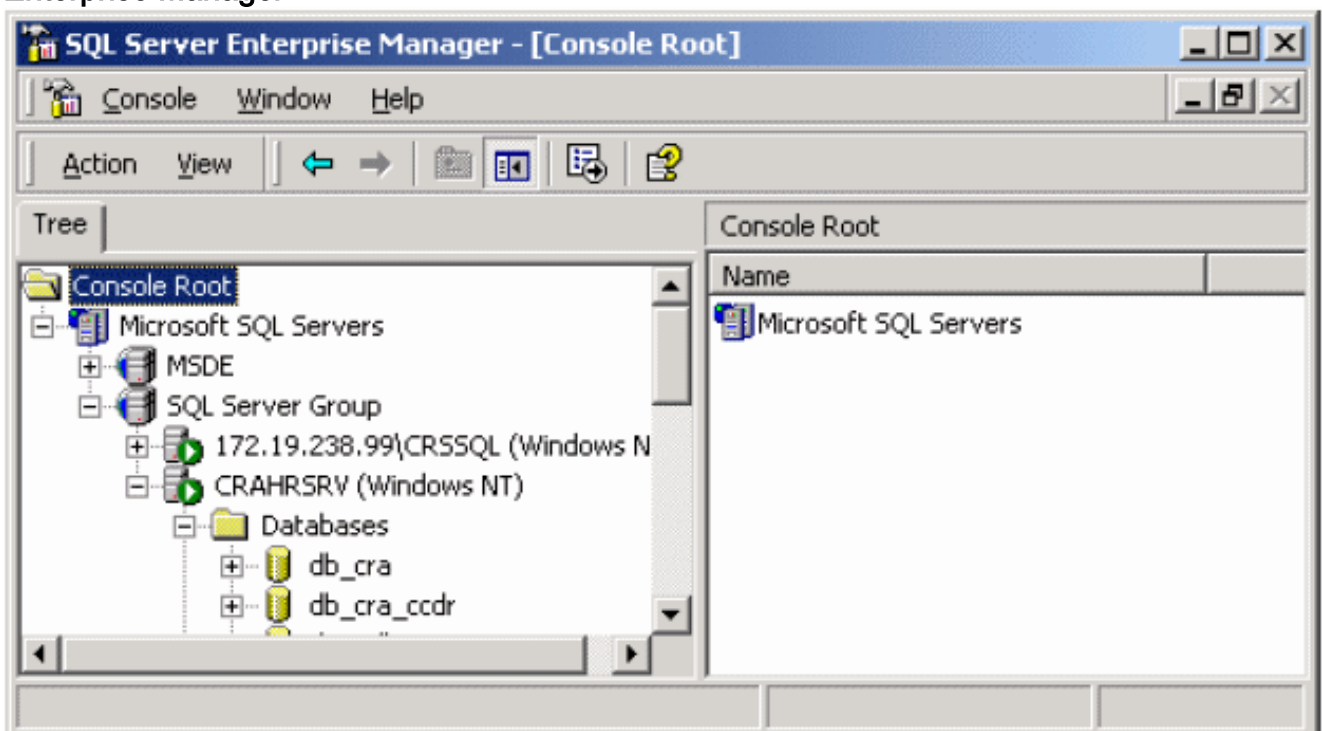 SQL Server Enterprise Manager - [Console Root]
Console Window Help
Action View
Tree
Console Root
Console Root
Name
Microsoft SQL Servers
Microsoft SQL Servers
MSDE
SQL Server Group
172.19.238.99\CRSSQL (Windows N
CRAHRSRV (Windows NT)
Databases
db_cra
db_cra_ccdr